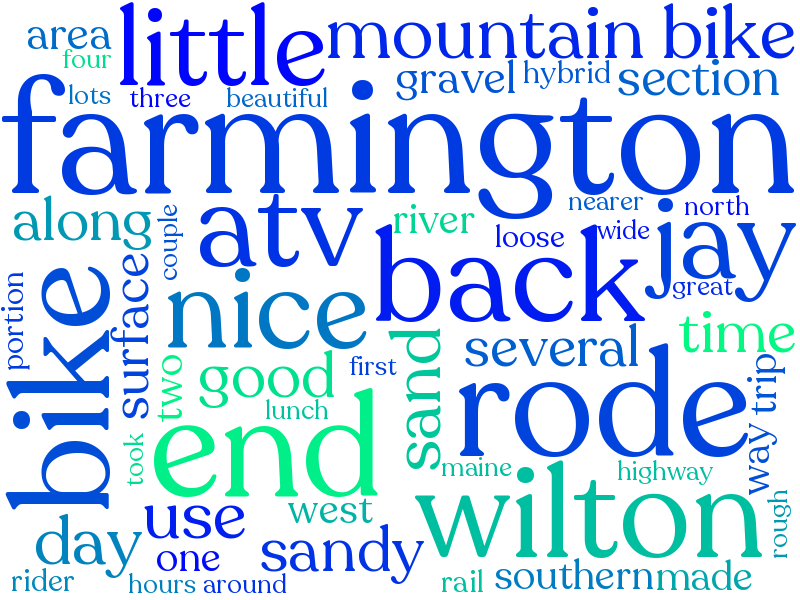 area
little
mountain bike
four
gravel
hybrid
section
lots
three
beautiful
farmington
along
couple
atv
river
nearer
north
loose
wide
jay
portion
surface
nice
back
great
bike
two
good
first
sand
several
time
lunch
rode
way trip
took
end
maine
highway
wilton
rough
day
use
west
one
sandy
rider
hours
around
rail
southern
made